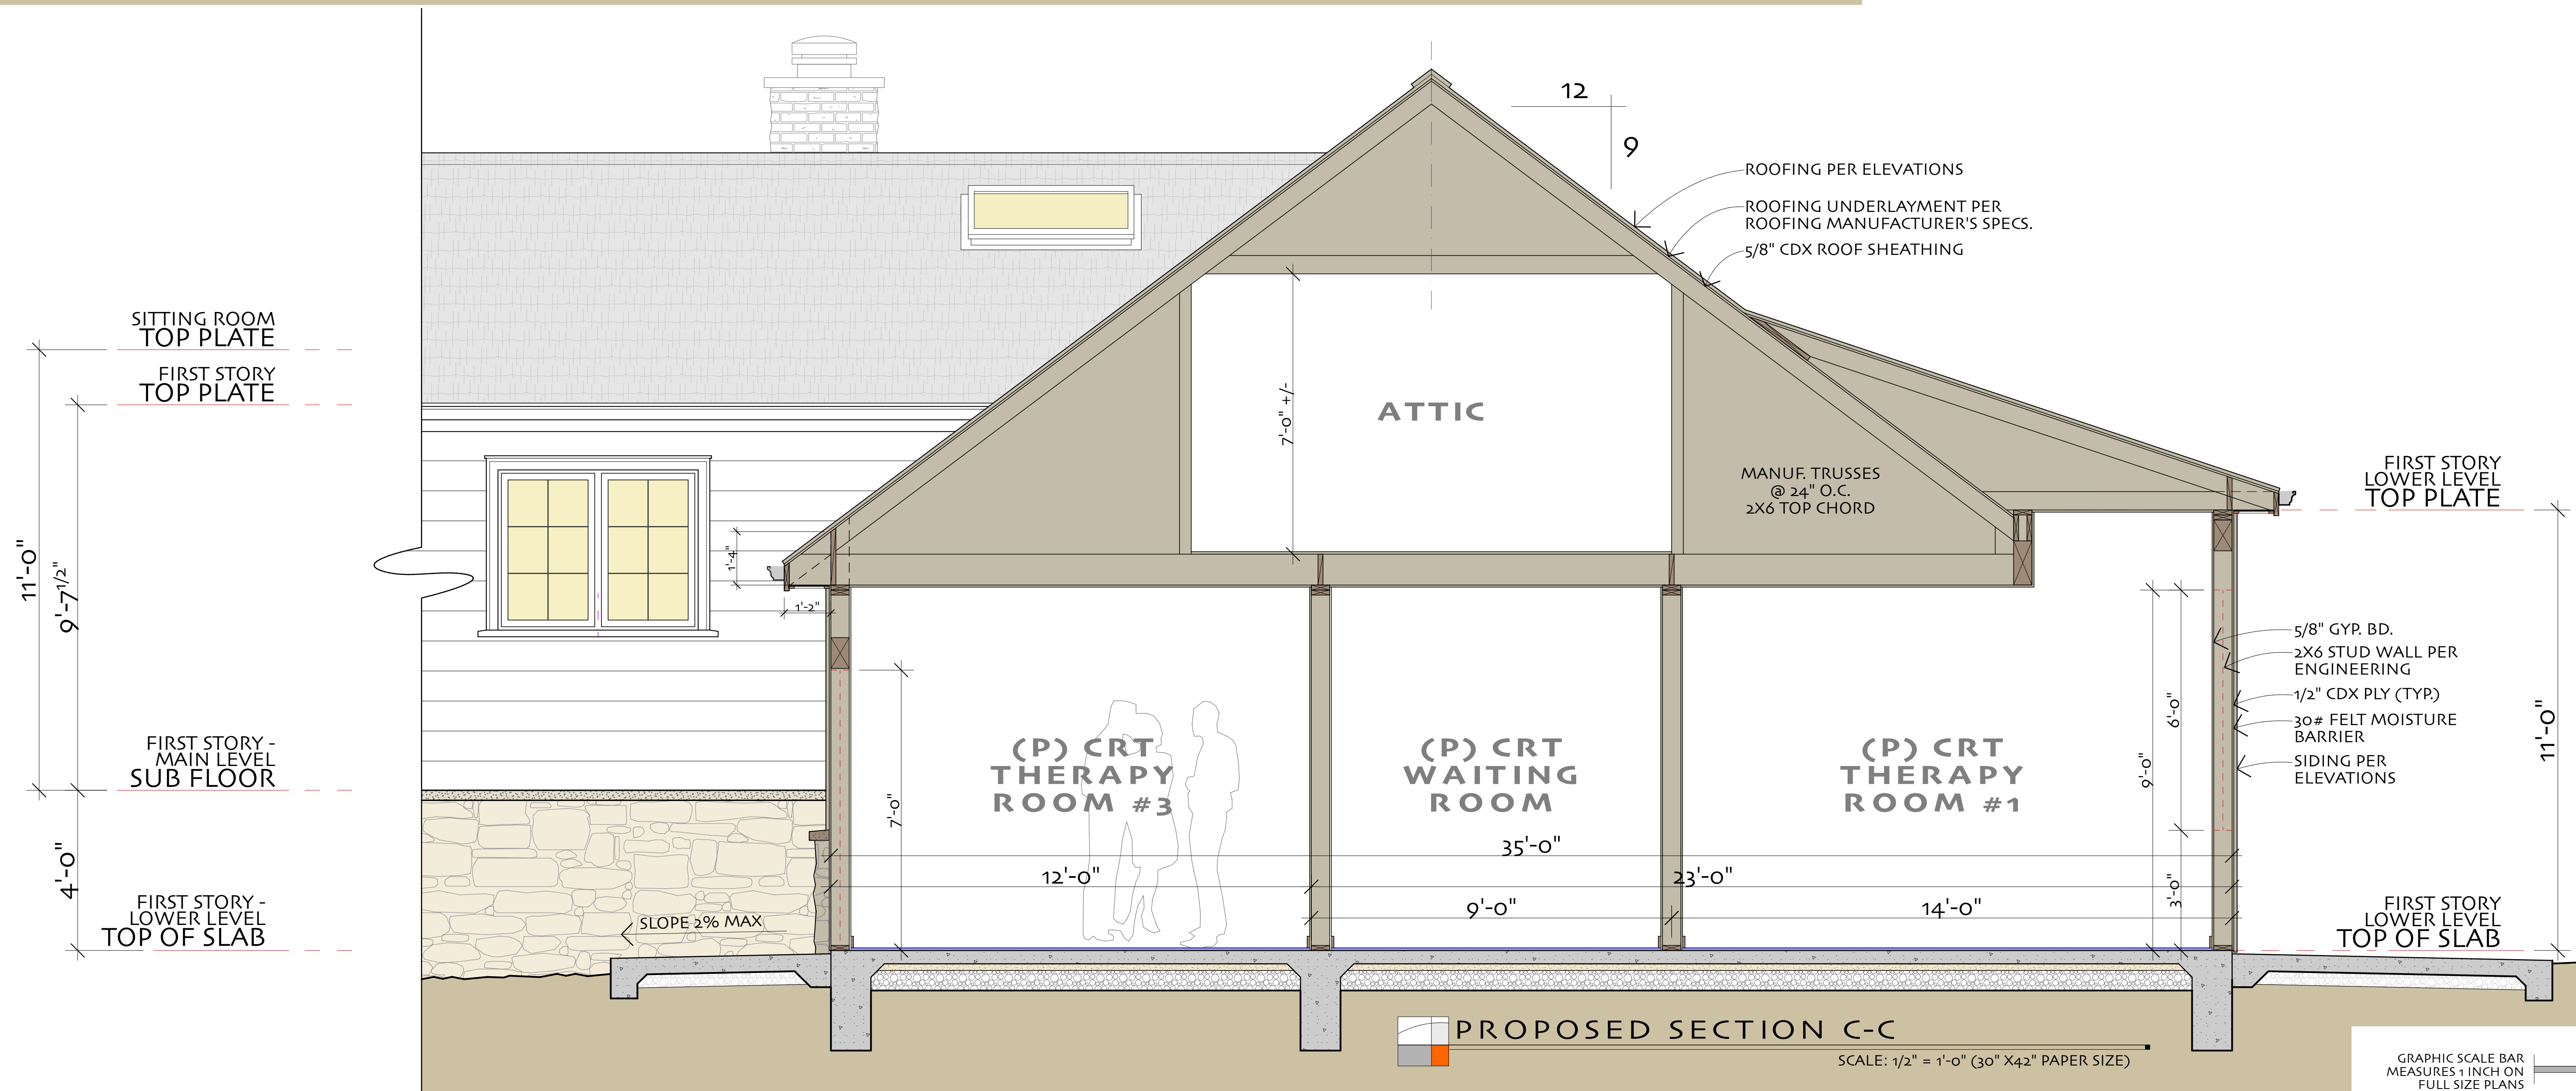 12
9
ROOFING PER ELEVATIONS
ROOFING UNDERLAYMENT PER
ROOFING MANUFACTURER'S SPECS.
5/8" CDX ROOF SHEATHING
SITTING ROOM
TOP PLATE
FIRST STORY
TOP PLATE
11'-0"
9'-7 1/2"
FIRST STORY -
MAIN LEVEL
SUB FLOOR
4'-0"
FIRST STORY -
LOWER LEVEL
TOP OF SLAB
SLOPE 2% MAX
1'-4"
1'-2"
7'-0" +/-
ATTIC
MANUF. TRUSSES
@ 24" O.C.
2X6 TOP CHORD
FIRST STORY
LOWER LEVEL
TOP PLATE
7'-0"
(P) CRT
THERAPY
ROOM #3
(P) CRT
WAITING
ROOM
(P) CRT
THERAPY
ROOM #1
35'-0"
12'-0"
23'-0"
9'-0"
14'-0"
9'-0"
6'-0"
3'-0"
5/8" GYP. BD.
2X6 STUD WALL PER
ENGINEERING
1/2" CDX PLY (TYP.)
30# FELT MOISTURE
BARRIER
SIDING PER
ELEVATIONS
11'-0"
FIRST STORY
LOWER LEVEL
TOP OF SLAB
PROPOSED SECTION C-C
SCALE: 1/2" = 1'-0" (30" X42" PAPER SIZE)
GRAPHIC SCALE BAR
MEASURES 1 INCH ON
FULL SIZE PLANS